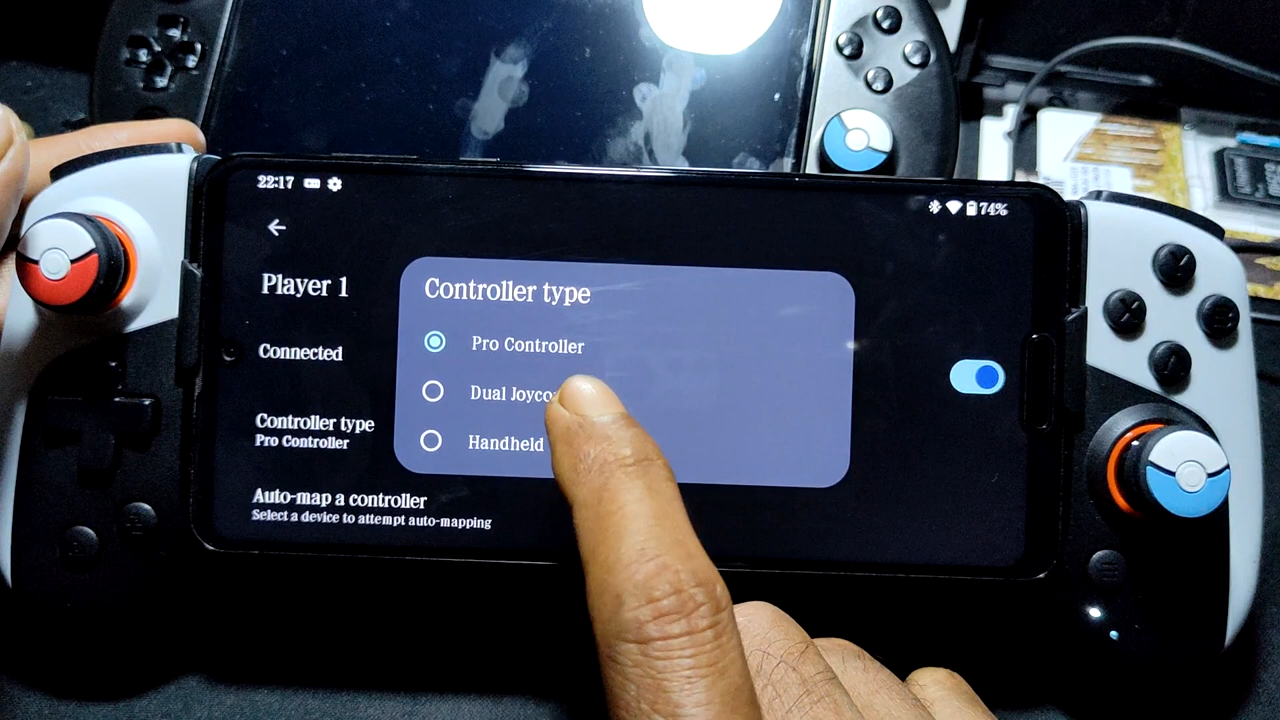 22:17
74%
Player 1
Controller type
Pro Controller
Connected
Handheld
Controller type
Pro Controller
Auto-map a controller
Select a device to attempt auto-mapping
Dual
X